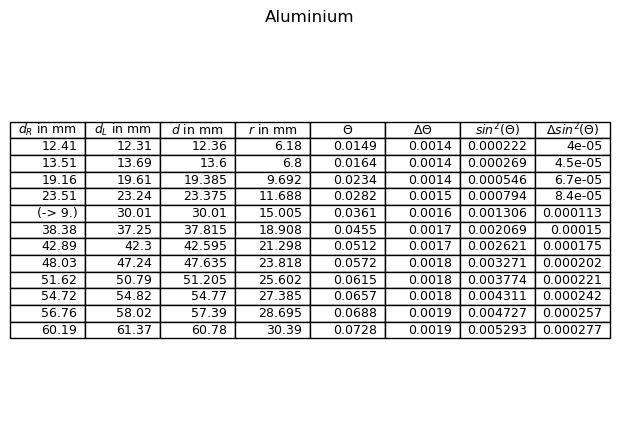 Aluminium
d_R in mm d_L in mm d in mm r in mm Θ ΔΘ sin²(Θ) Δsin²(Θ)
12.41 12.31 12.36 6.18 0.0149 0.0014 0.000222 4e-05
13.51 13.69 13.6 6.8 0.0164 0.0014 0.000269 4.5e-05
19.16 19.61 19.385 9.692 0.0234 0.0014 0.000546 6.7e-05
23.51 23.24 23.375 11.688 0.0282 0.0015 0.000794 8.4e-05
(-> 9.) 30.01 30.01 15.005 0.0361 0.0016 0.001306 0.000113
38.38 37.25 37.815 18.908 0.0455 0.0017 0.002069 0.00015
42.89 42.3 42.595 21.298 0.0512 0.0017 0.002621 0.000175
48.03 47.24 47.635 23.818 0.0572 0.0018 0.003271 0.000202
51.62 50.79 51.205 25.602 0.0615 0.0018 0.003774 0.000221
54.72 54.82 54.77 27.385 0.0657 0.0018 0.004311 0.000242
56.76 58.02 57.39 28.695 0.0688 0.0019 0.004727 0.000257
60.19 61.37 60.78 30.39 0.0728 0.0019 0.005293 0.000277